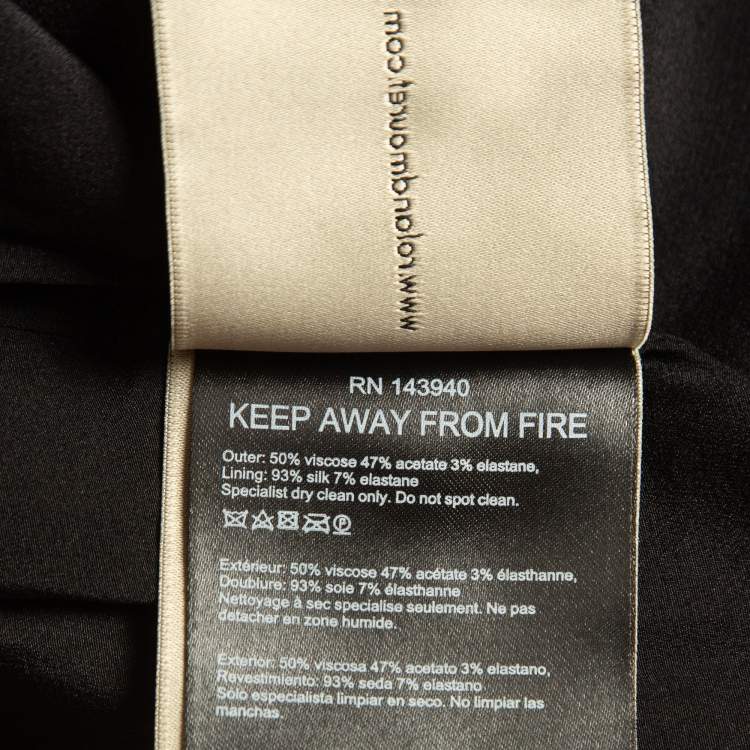 www.rolandmouret.com
RN 143940
KEEP AWAY FROM FIRE
Outer: 50% viscose 47% acetate 3% elastane,
Lining: 93% silk 7% elastane
Specialist dry clean only. Do not spot clean.
P
Extérieur: 50% viscose 47% acétate 3% élasthanne,
Doublure: 93% soie 7% élasthanne
Nettoyage à sec specialise seulement. Ne pas
detacher en zone humide.
Exterior: 50% viscosa 47% acetato 3% elastano,
Revestimiento: 93% seda 7% elastano
Solo especialista limpiar en seco. No limpiar las
manchas.